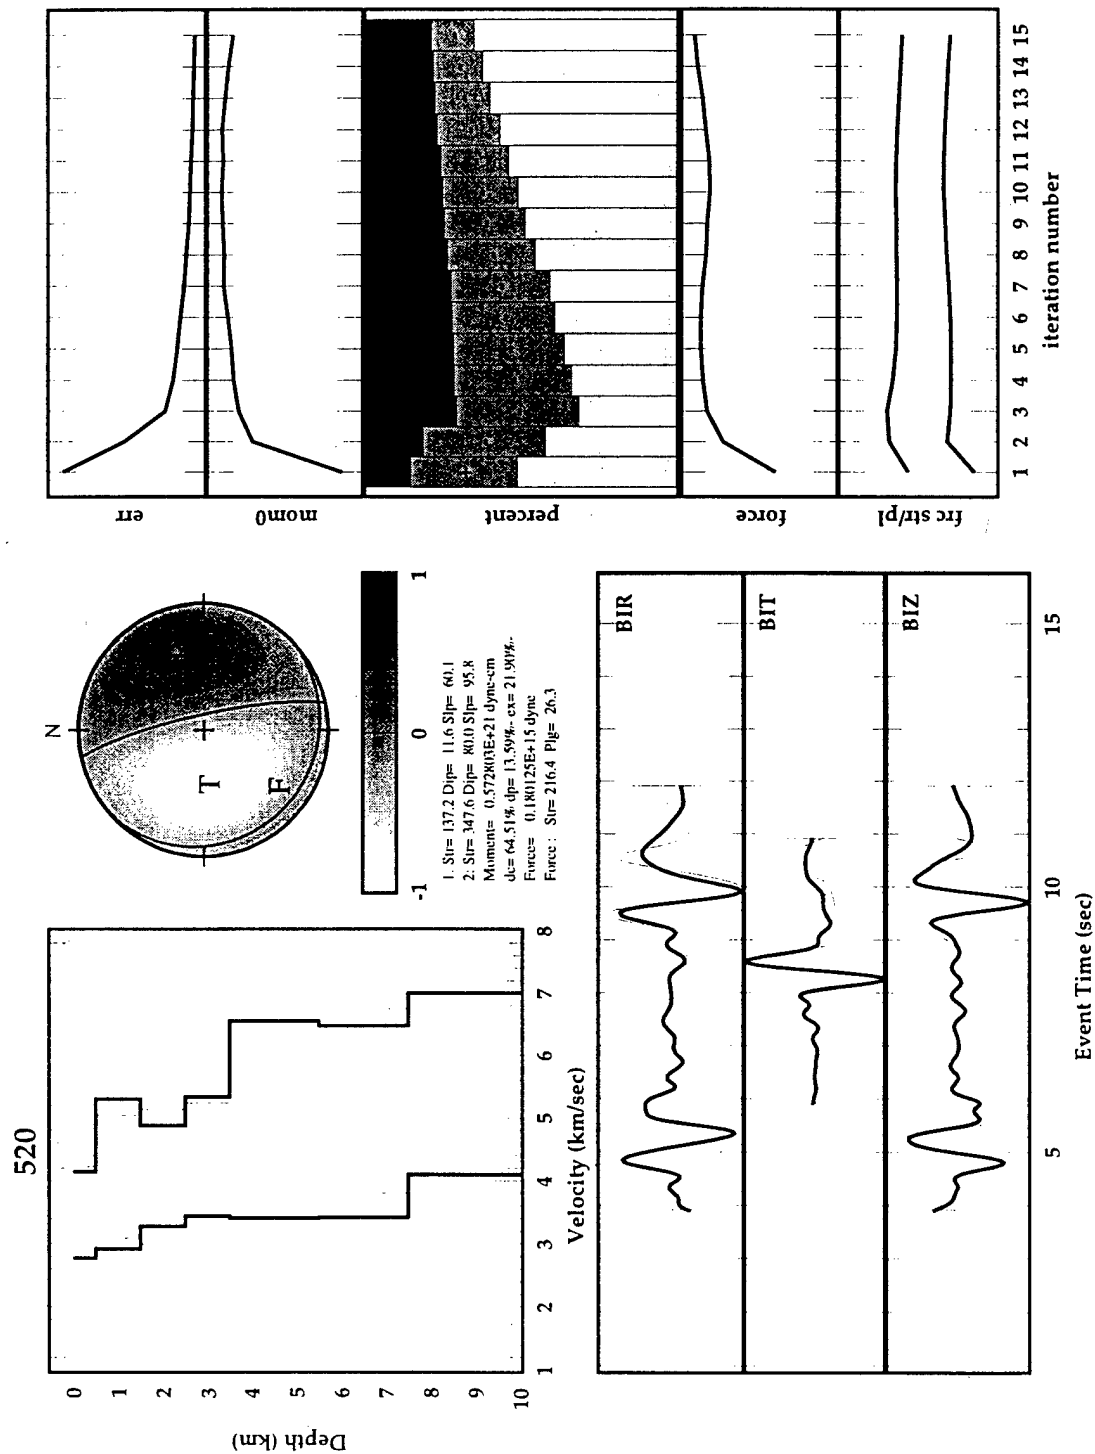 520
0
1
2
3
4
5
6
7
8
9
10
Depth (km)
1 2 3 4 5 6 7 8
Velocity (km/sec)
N
T
F
-1 0 1
1. Str= 137.2 Dip= 11.6 Slp= 60.1
2: Str= 347.6 Dip= 80.0 Slp= 95.8
Moment= 0.572803E+21 dyne-cm
dc= 64.51% dp= 13.59%- ex= 21.90%-
Force= 0.180125E+15 dyne
Force : Str= 216.4 Plg= 26.3
err
mom0
percent
force
frc str/pl
1 2 3 4 5 6 7 8 9 10 11 12 13 14 15
iteration number
BIR
BIT
BIZ
5 10 15
Event Time (sec)